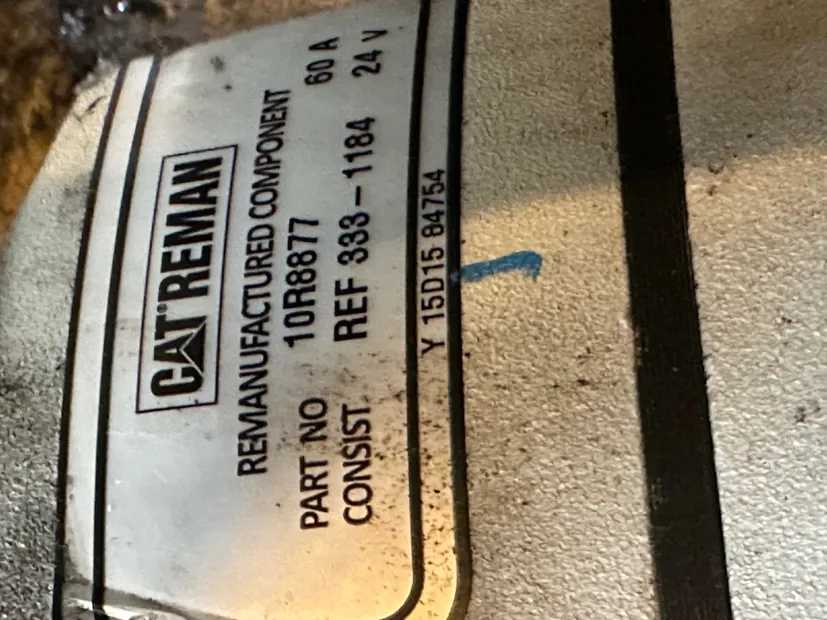 CAT® REMAN
REMANUFACTURED COMPONENT
PART NO 10R8877 60 A
CONSIST REF 333-1184 24 V
Y 15D15 84754